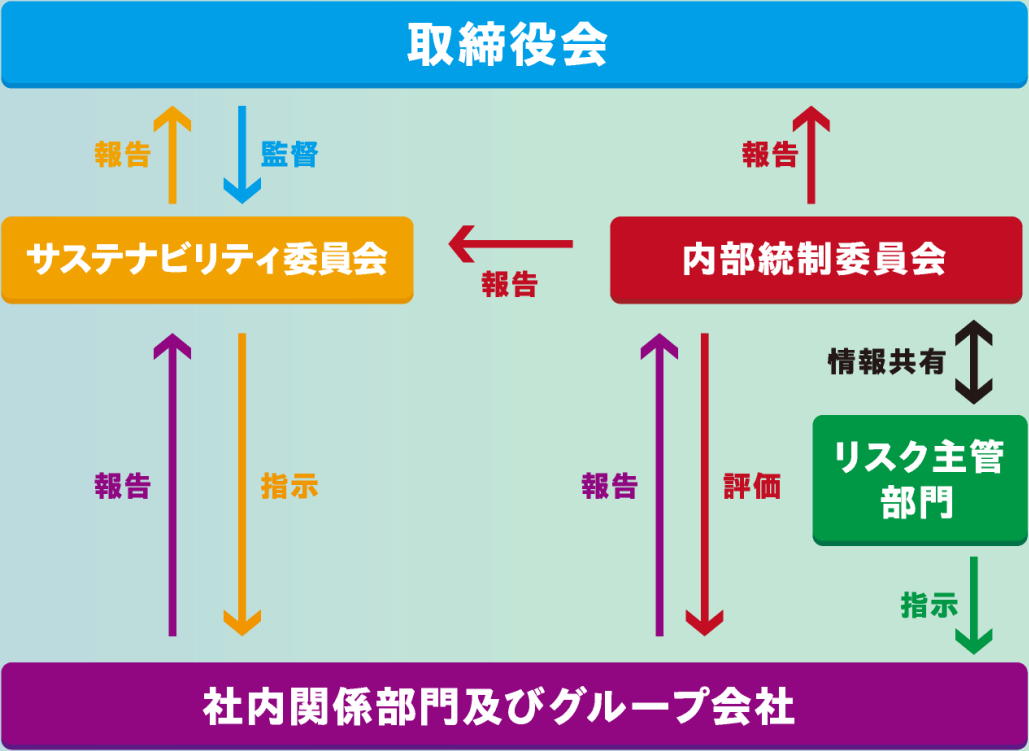 取締役会
報告
監督
報告
サステナビリティ委員会
報告
内部統制委員会
情報共有
報告
指示
報告
評価
リスク主管
部門
指示
社内関係部門及びグループ会社